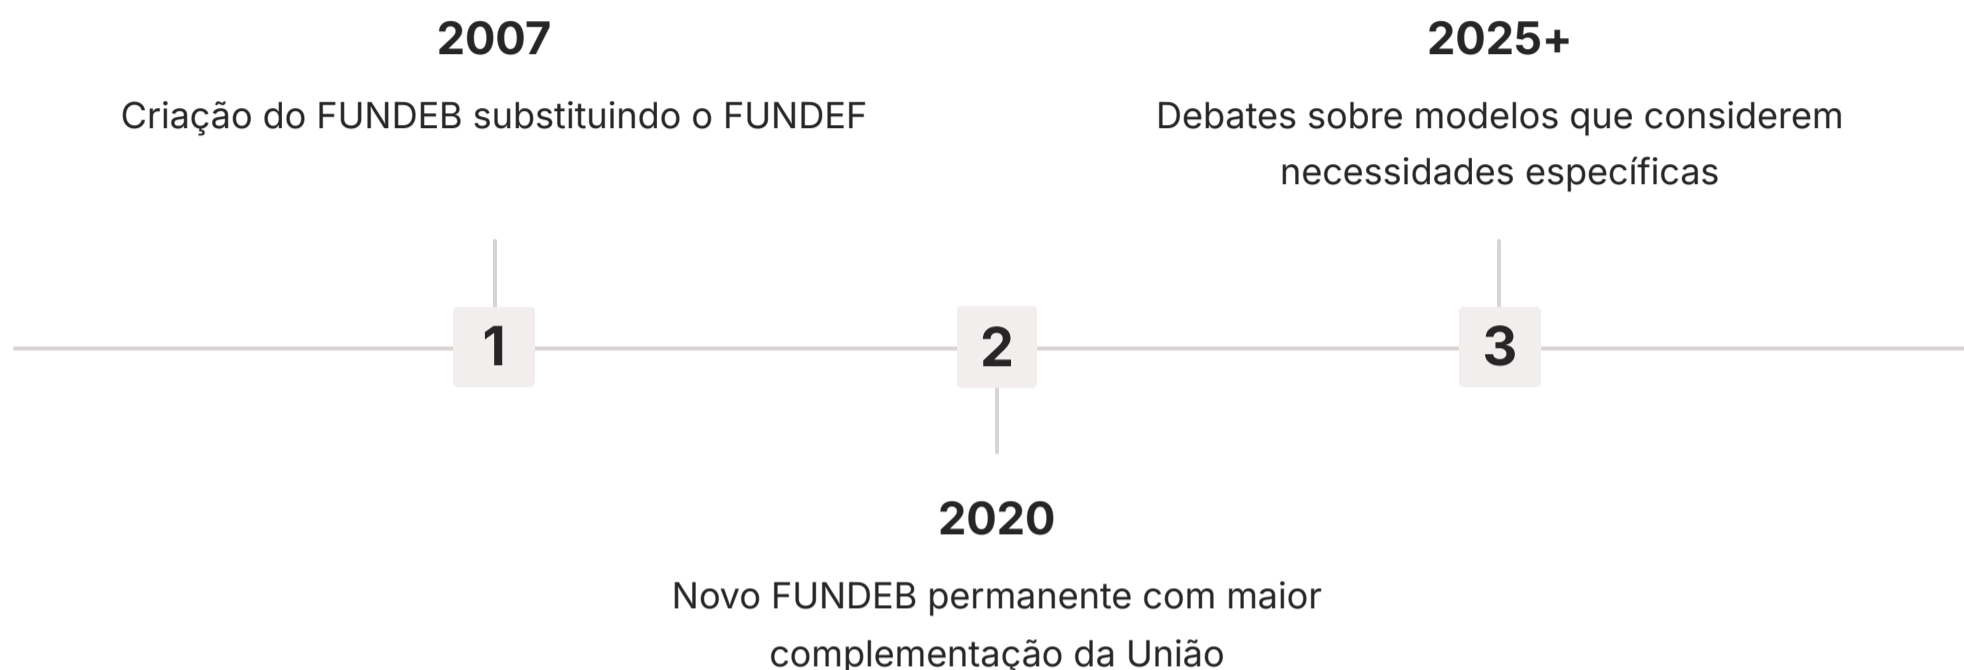 2007
Criação do FUNDEB substituindo o FUNDEF
2025+
Debates sobre modelos que considerem
necessidades específicas
1
2
3
2020
Novo FUNDEB permanente com maior
complementação da União